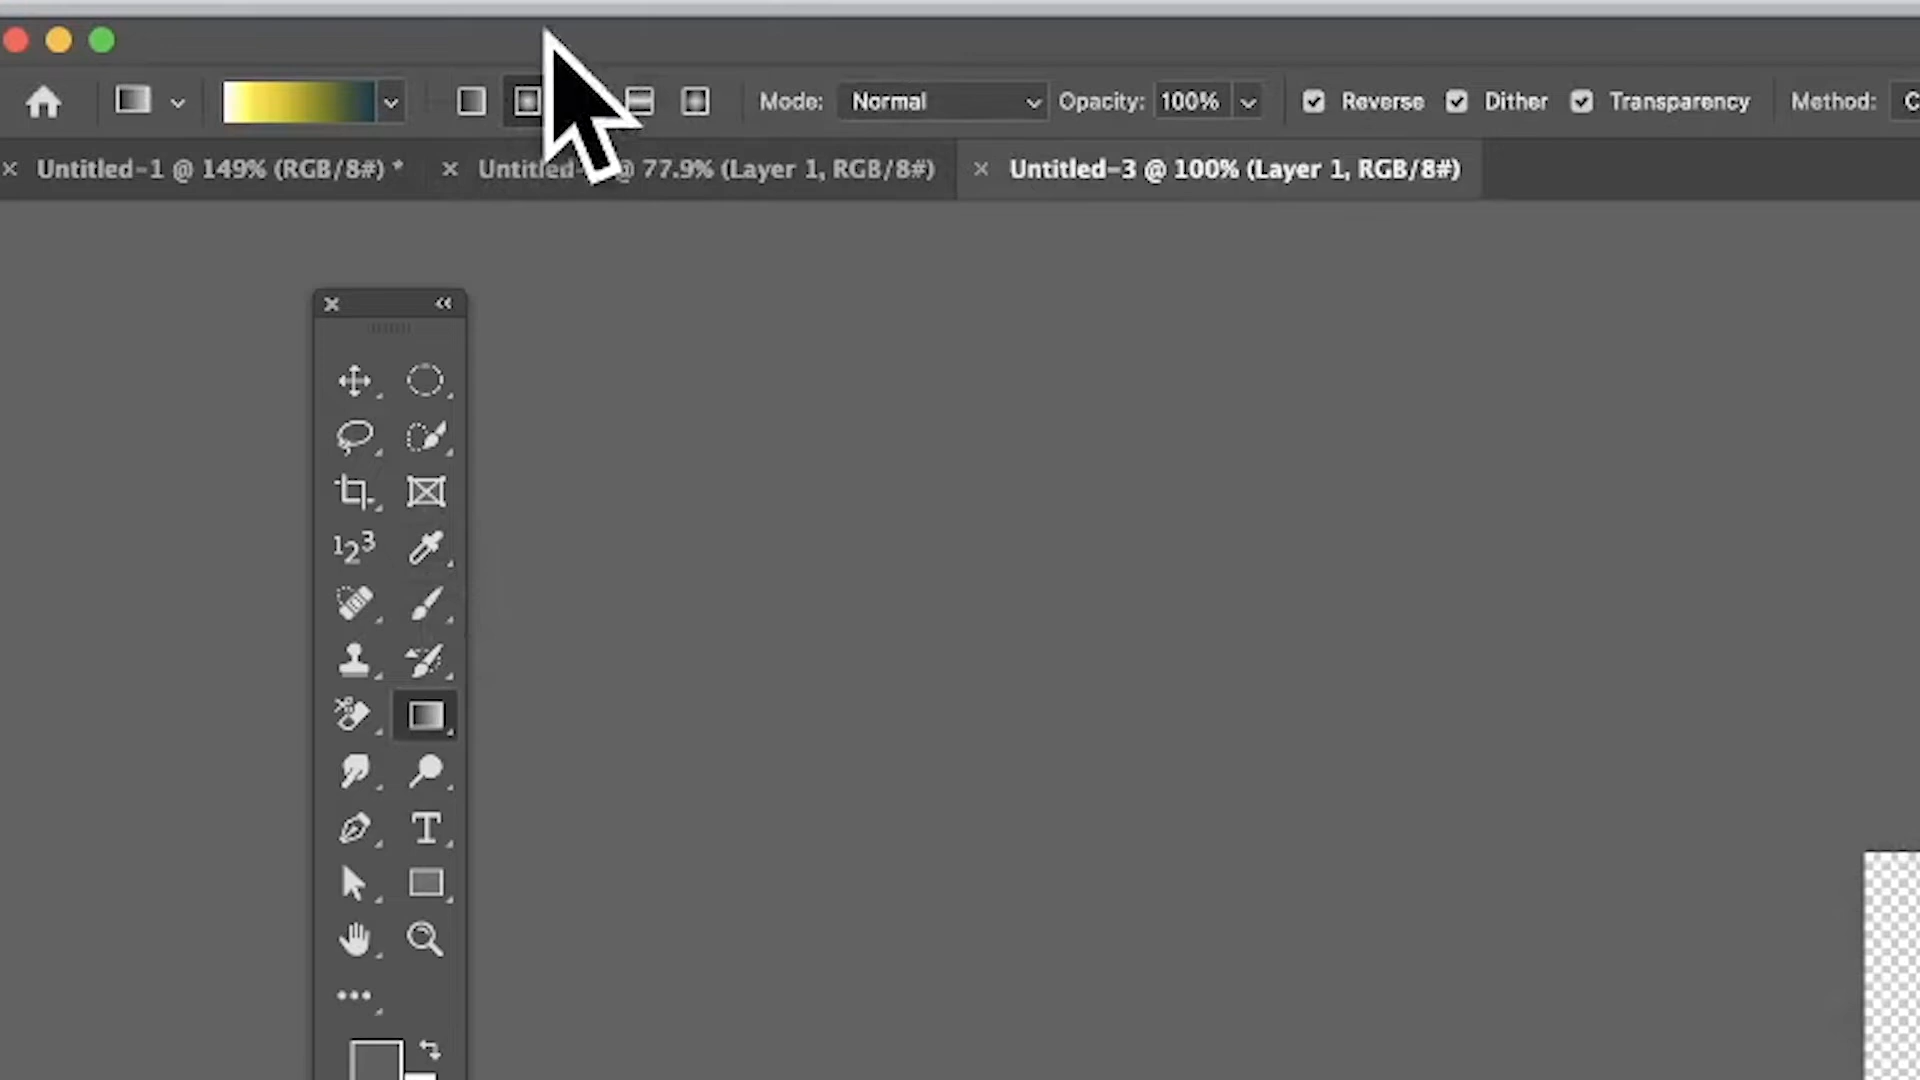 Mode: Normal Opacity: 100% Reverse Dither Transparency Method: C
Untitled-1 @ 149% (RGB/8#) * Untitled @ 77.9% (Layer 1, RGB/8#) Untitled-3 @ 100% (Layer 1, RGB/8#)
123
T